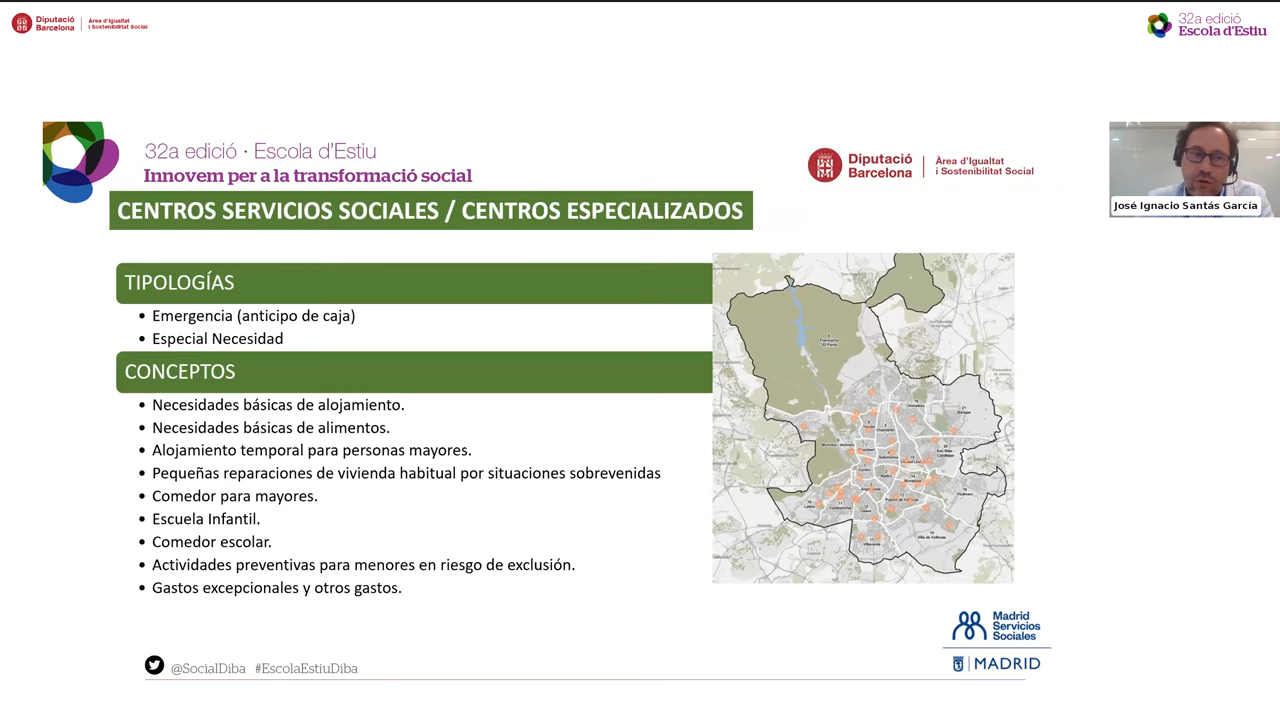 Diputació
Barcelona
Àrea d'Igualtat
i Sostenibilitat Social
32a edició
Escola d'Estiu
32a edició · Escola d'Estiu
Innovem per a la transformació social
Diputació
Barcelona
Àrea d'Igualtat
i Sostenibilitat Social
José Ignacio Santás García
CENTROS SERVICIOS SOCIALES / CENTROS ESPECIALIZADOS
TIPOLOGÍAS
• Emergencia (anticipo de caja)
• Especial Necesidad
CONCEPTOS
• Necesidades básicas de alojamiento.
• Necesidades básicas de alimentos.
• Alojamiento temporal para personas mayores.
• Pequeñas reparaciones de vivienda habitual por situaciones sobrevenidas
• Comedor para mayores.
• Escuela Infantil.
• Comedor escolar.
• Actividades preventivas para menores en riesgo de exclusión.
• Gastos excepcionales y otros gastos.
Madrid
Servicios
Sociales
MADRID
@SocialDiba #EscolaEstiuDiba